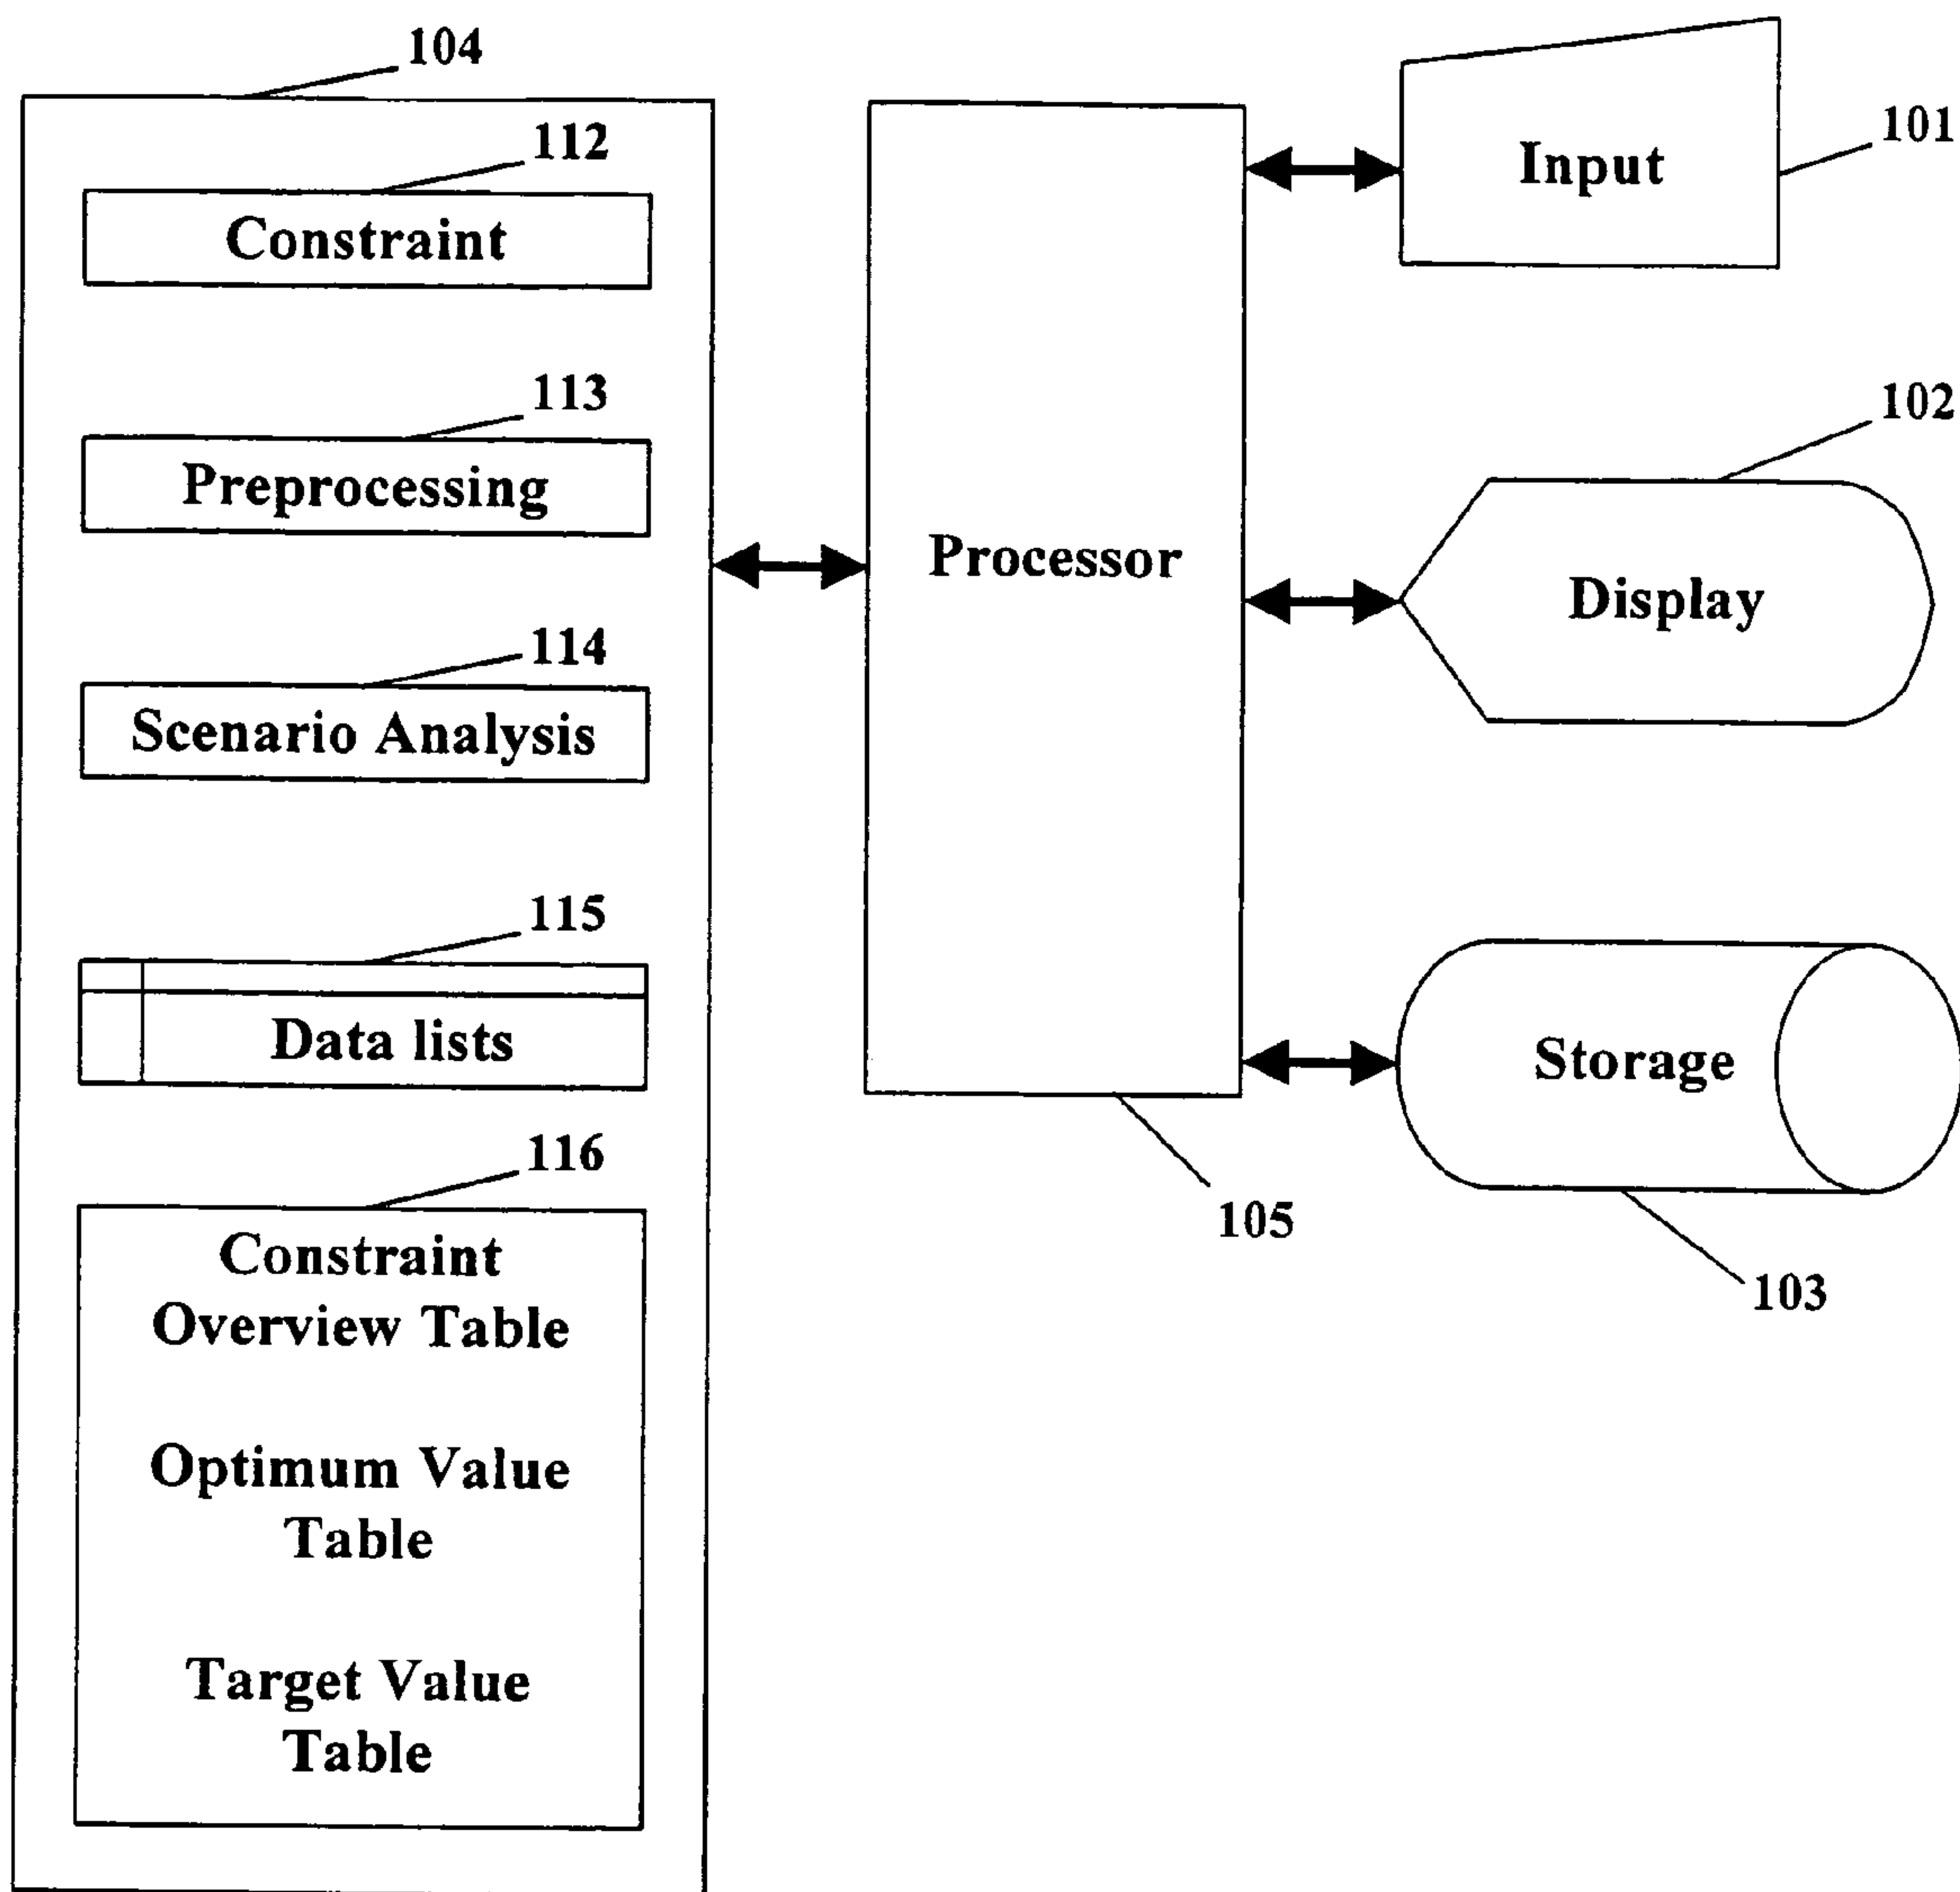 104
112
Constraint
113
Preprocessing
114
Scenario Analysis
115
Data lists
116
Constraint
Overview Table
Optimum Value
Table
Target Value
Table
Processor
105
Input
101
102
Display
Storage
103